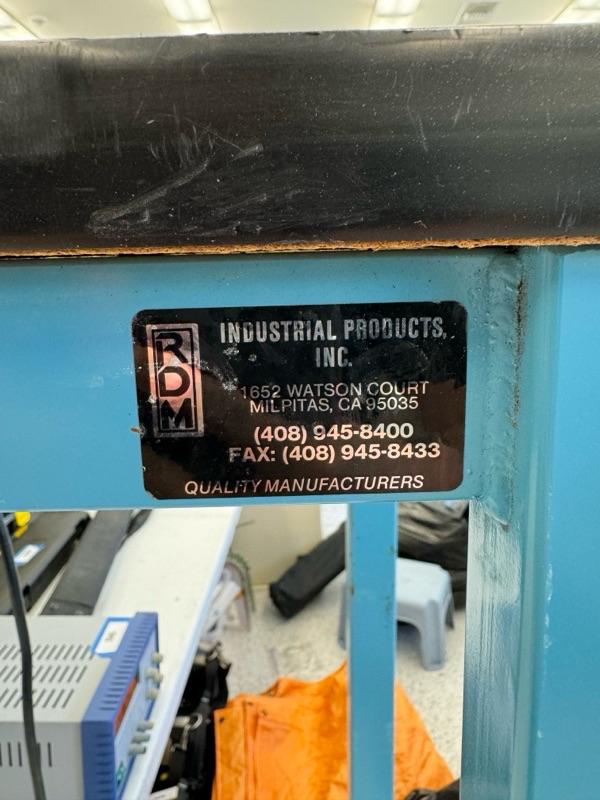 RDM
INDUSTRIAL PRODUCTS,
INC.
1652 WATSON COURT
MILPITAS, CA 95035
(408) 945-8400
FAX: (408) 945-8433
QUALITY MANUFACTURERS